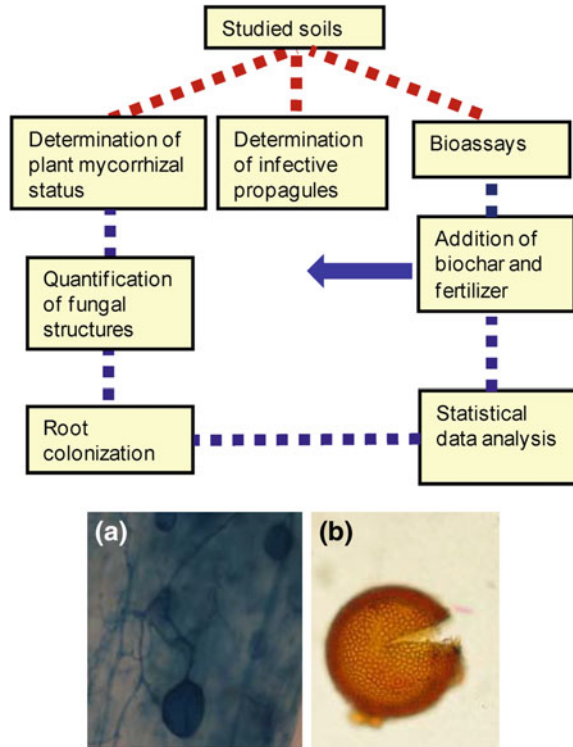 Studied soils
Determination of
plant mycorrhizal
status
Determination
of infective
propagules
Bioassays
Quantification
of fungal
structures
Addition of
biochar and
fertilizer
Root
colonization
Statistical
data analysis
(a)
(b)